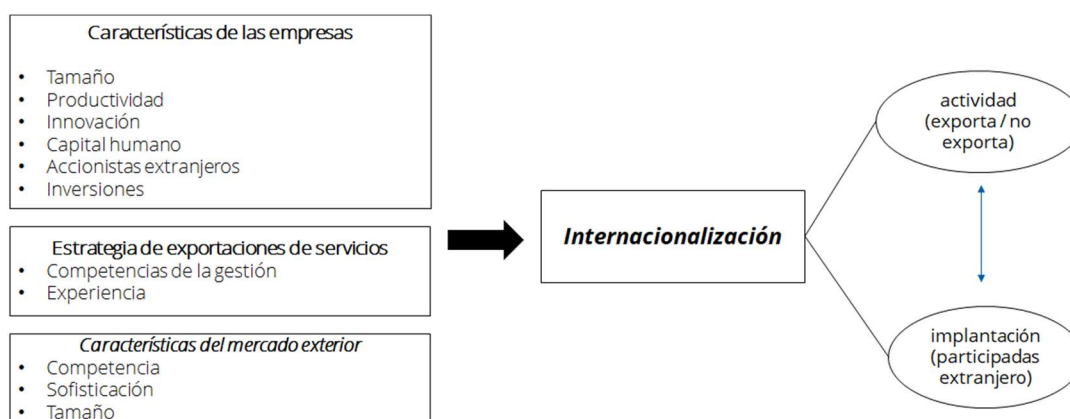 Características de las empresas
• Tamaño
• Productividad
• Innovación
• Capital humano
• Accionistas extranjeros
• Inversiones
Estrategia de exportaciones de servicios
• Competencias de la gestión
• Experiencia
Características del mercado exterior
• Competencia
• Sofisticación
• Tamaño
Internacionalización
actividad
(exporta / no
exporta)
implantación
(participadas
extranjero)